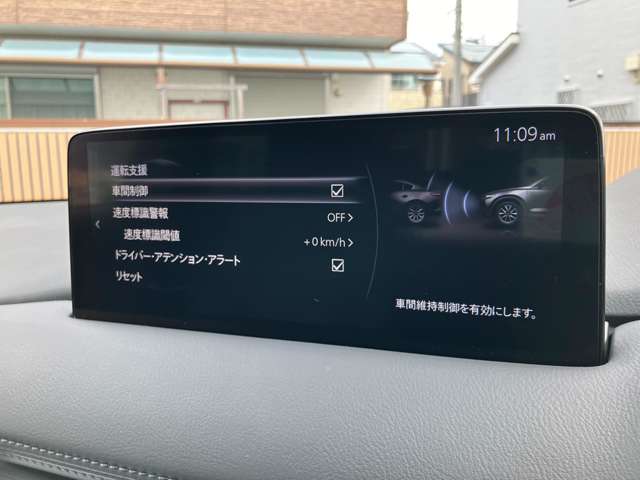 11:09 am
運転支援
車間制御
速度標識警報 OFF
速度標識閾値 +0 km/h
ドライバー・アテンション・アラート
リセット
車間維持制御を有効にします。